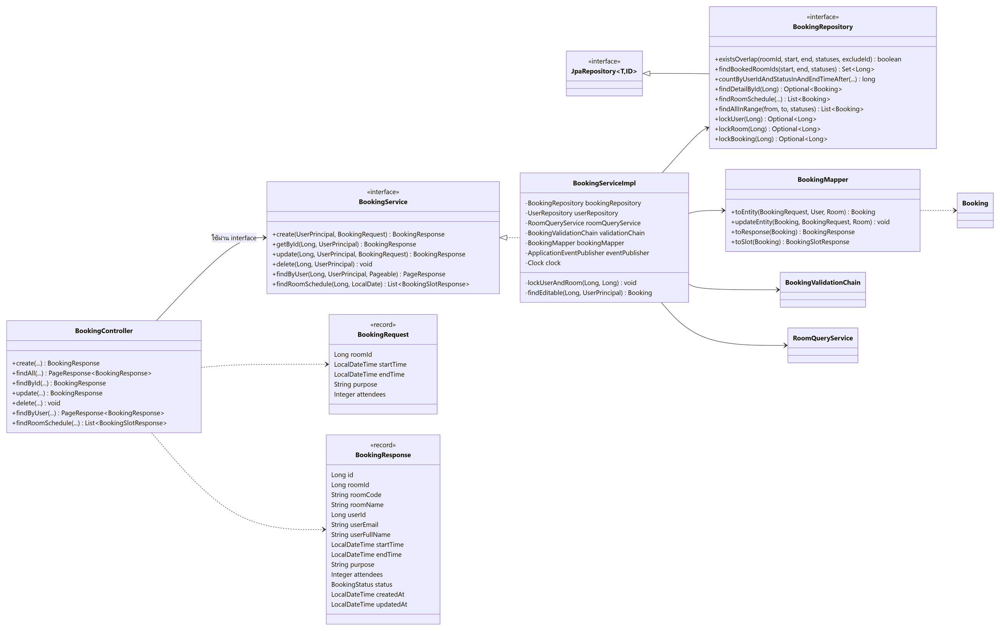 «interface»
BookingRepository
+existsOverlap(roomId, start, end, statuses, excludeId) : boolean
+findBookedRoomIds(start, end, statuses) : Set<Long>
+countByUserIdAndStatusInAndEndTimeAfter(...) : long
+findDetailById(Long) : Optional<Booking>
+findRoomSchedule(...) : List<Booking>
+findAllInRange(from, to, statuses) : List<Booking>
+lockUser(Long) : Optional<Long>
+lockRoom(Long) : Optional<Long>
+lockBooking(Long) : Optional<Long>
«interface»
JpaRepository<T,ID>
«interface»
BookingService
+create(UserPrincipal, BookingRequest) : BookingResponse
+getById(Long, UserPrincipal) : BookingResponse
+update(Long, UserPrincipal, BookingRequest) : BookingResponse
+delete(Long, UserPrincipal) : void
+findByUser(Long, UserPrincipal, Pageable) : PageResponse
+findRoomSchedule(Long, LocalDate) : List<BookingSlotResponse>
BookingServiceImpl
-BookingRepository bookingRepository
-UserRepository userRepository
-RoomQueryService roomQueryService
-BookingValidationChain validationChain
-BookingMapper bookingMapper
-ApplicationEventPublisher eventPublisher
-Clock clock
-lockUserAndRoom(Long, Long) : void
-findEditable(Long, UserPrincipal) : Booking
BookingMapper
+toEntity(BookingRequest, User, Room) : Booking
+updateEntity(Booking, BookingRequest, Room) : void
+toResponse(Booking) : BookingResponse
+toSlot(Booking) : BookingSlotResponse
Booking
ใช้ผ่าน interface
BookingValidationChain
RoomQueryService
BookingController
+create(...) : BookingResponse
+findAll(...) : PageResponse<BookingResponse>
+findById(...) : BookingResponse
+update(...) : BookingResponse
+delete(...) : void
+findByUser(...) : PageResponse<BookingResponse>
+findRoomSchedule(...) : List<BookingSlotResponse>
«record»
BookingRequest
Long roomId
LocalDateTime startTime
LocalDateTime endTime
String purpose
Integer attendees
«record»
BookingResponse
Long id
Long roomId
String roomCode
String roomName
Long userId
String userEmail
String userFullName
LocalDateTime startTime
LocalDateTime endTime
String purpose
Integer attendees
BookingStatus status
LocalDateTime createdAt
LocalDateTime updatedAt